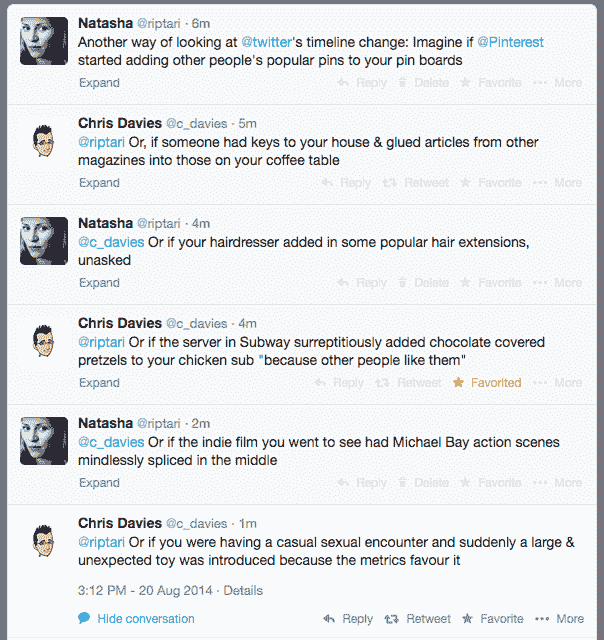 Natasha @riptari · 6m
Another way of looking at @twitter's timeline change: Imagine if @Pinterest
started adding other people's popular pins to your pin boards
Expand Reply Delete Favorite More
Chris Davies @c_davies · 5m
@riptari Or, if someone had keys to your house & glued articles from other
magazines into those on your coffee table
Expand Reply Retweet Favorite More
Natasha @riptari · 4m
@c_davies Or if your hairdresser added in some popular hair extensions,
unasked
Expand Reply Delete Favorite More
Chris Davies @c_davies · 4m
@riptari Or if the server in Subway surreptitiously added chocolate covered
pretzels to your chicken sub "because other people like them"
Expand Reply Retweet Favorited More
Natasha @riptari · 2m
@c_davies Or if the indie film you went to see had Michael Bay action scenes
mindlessly spliced in the middle
Expand Reply Delete Favorite More
Chris Davies @c_davies · 1m
@riptari Or if you were having a casual sexual encounter and suddenly a large &
unexpected toy was introduced because the metrics favour it
3:12 PM - 20 Aug 2014 · Details
Hide conversation Reply Retweet Favorite More